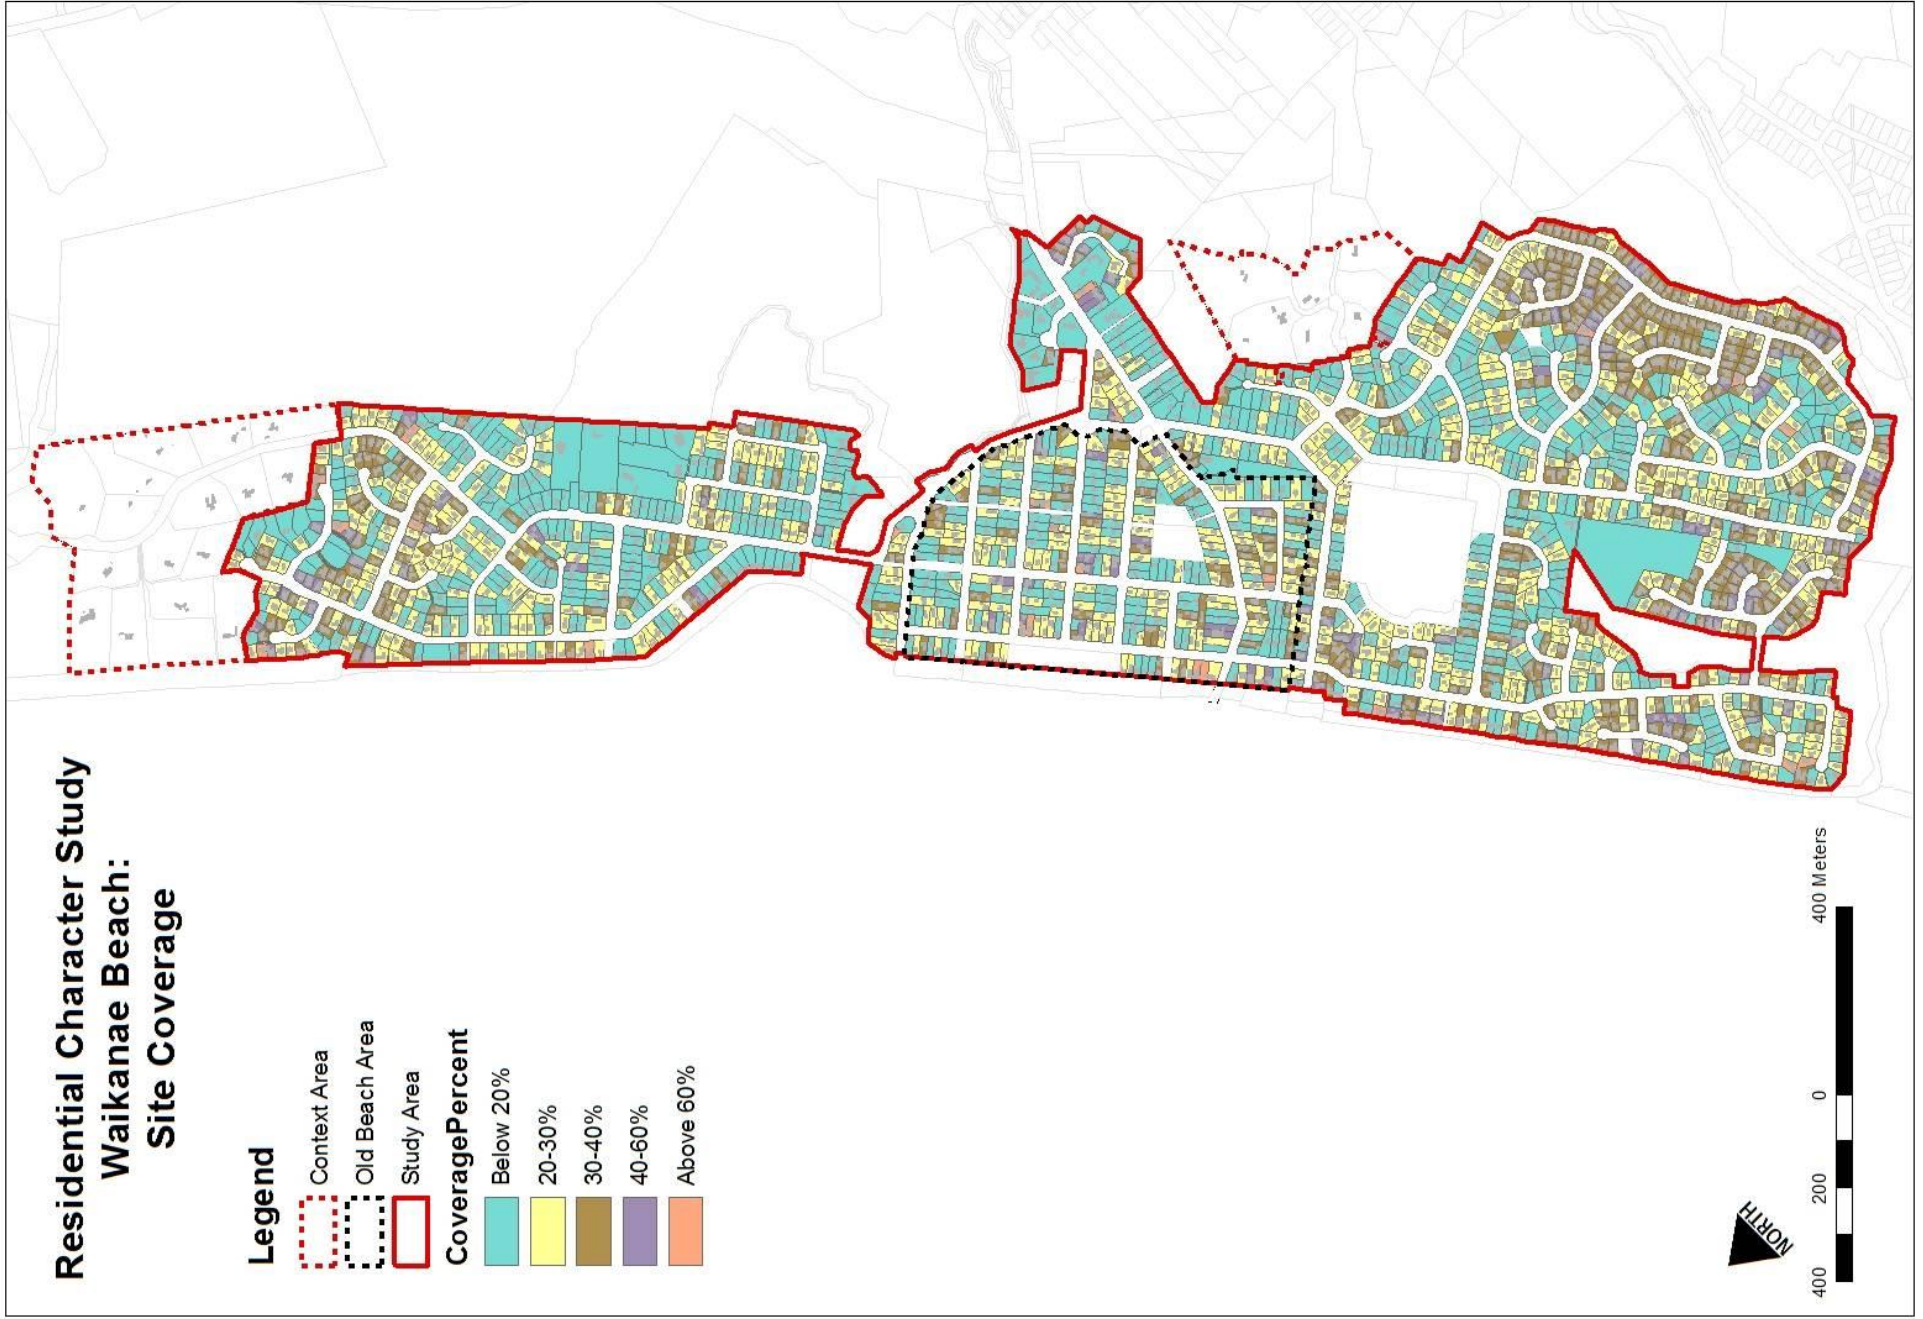 Residential Character Study
Waikanae Beach:
Site Coverage
Legend
Context Area
Old Beach Area
Study Area
CoveragePercent
Below 20%
20-30%
30-40%
40-60%
Above 60%
NORTH
400 200 0 400 Meters